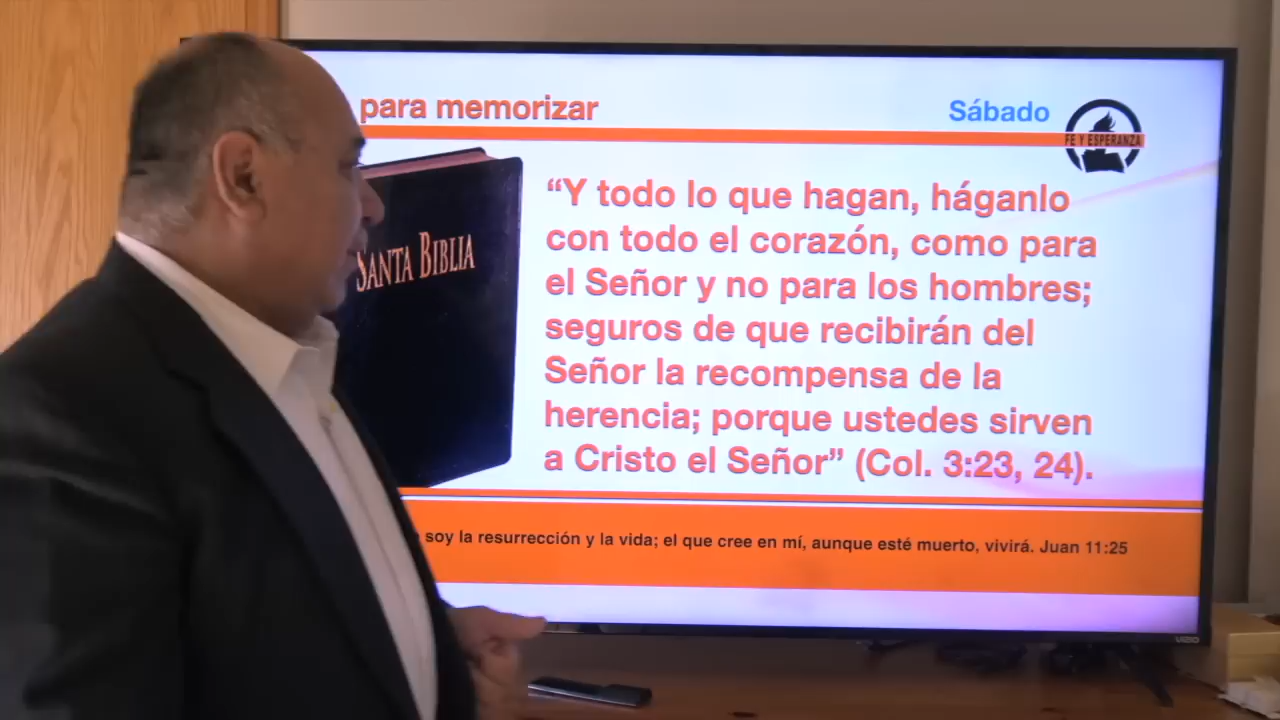 para memorizar
Sábado
FE Y ESPERANZA
SANTA BIBLIA
“Y todo lo que hagan, háganlo
con todo el corazón, como para
el Señor y no para los hombres;
seguros de que recibirán del
Señor la recompensa de la
herencia; porque ustedes sirven
a Cristo el Señor” (Col. 3:23, 24).
soy la resurrección y la vida; el que cree en mí, aunque esté muerto, vivirá. Juan 11:25
VIZIO